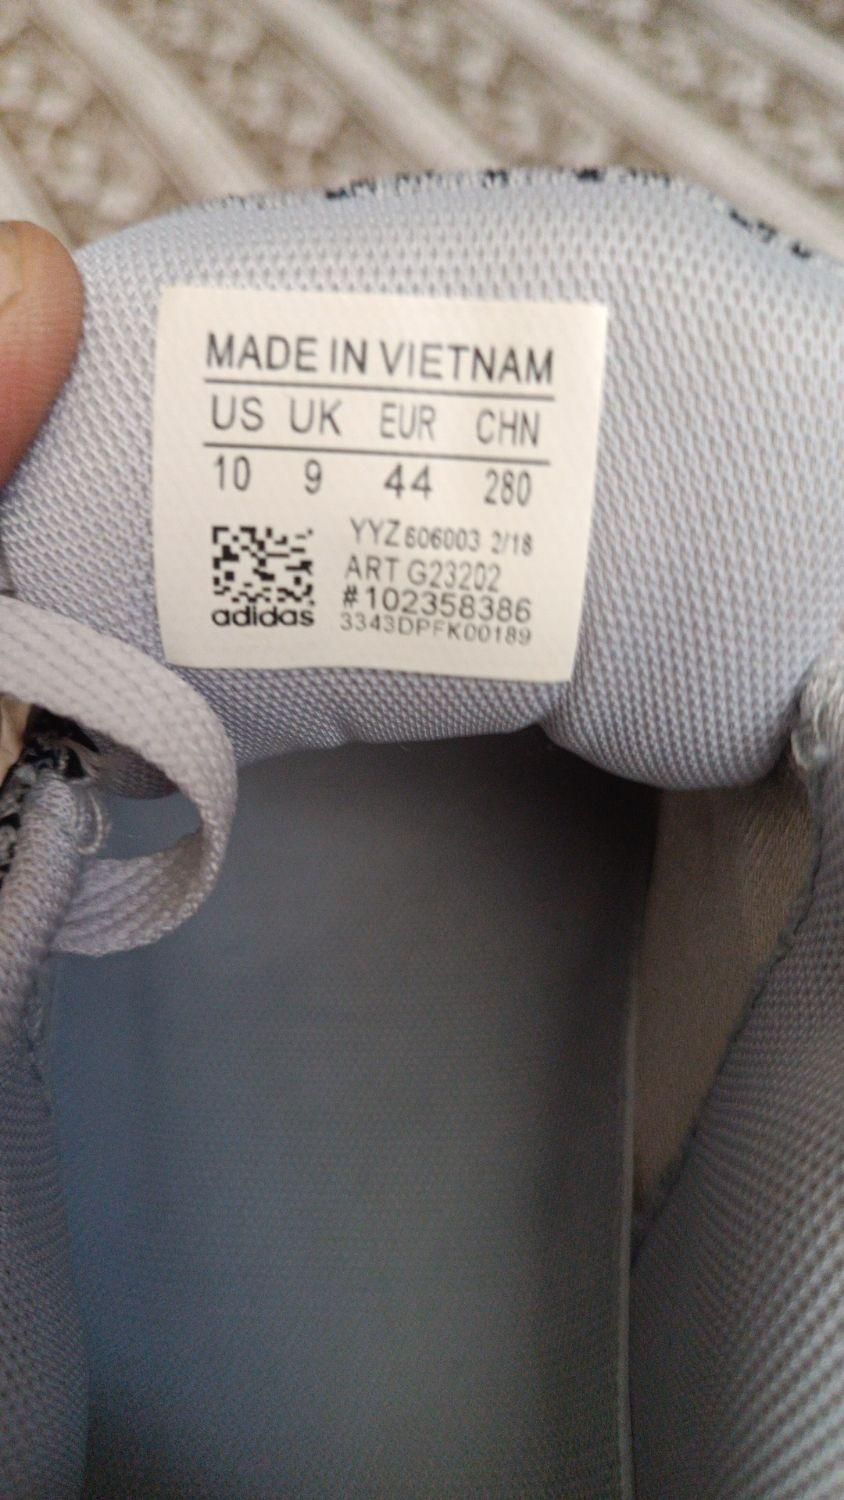 MADE IN VIETNAM
US UK EUR CHN
10 9 44 280
YYZ 606003 2/18
ART G23202
#102358386
adidas
3343DPFK00189